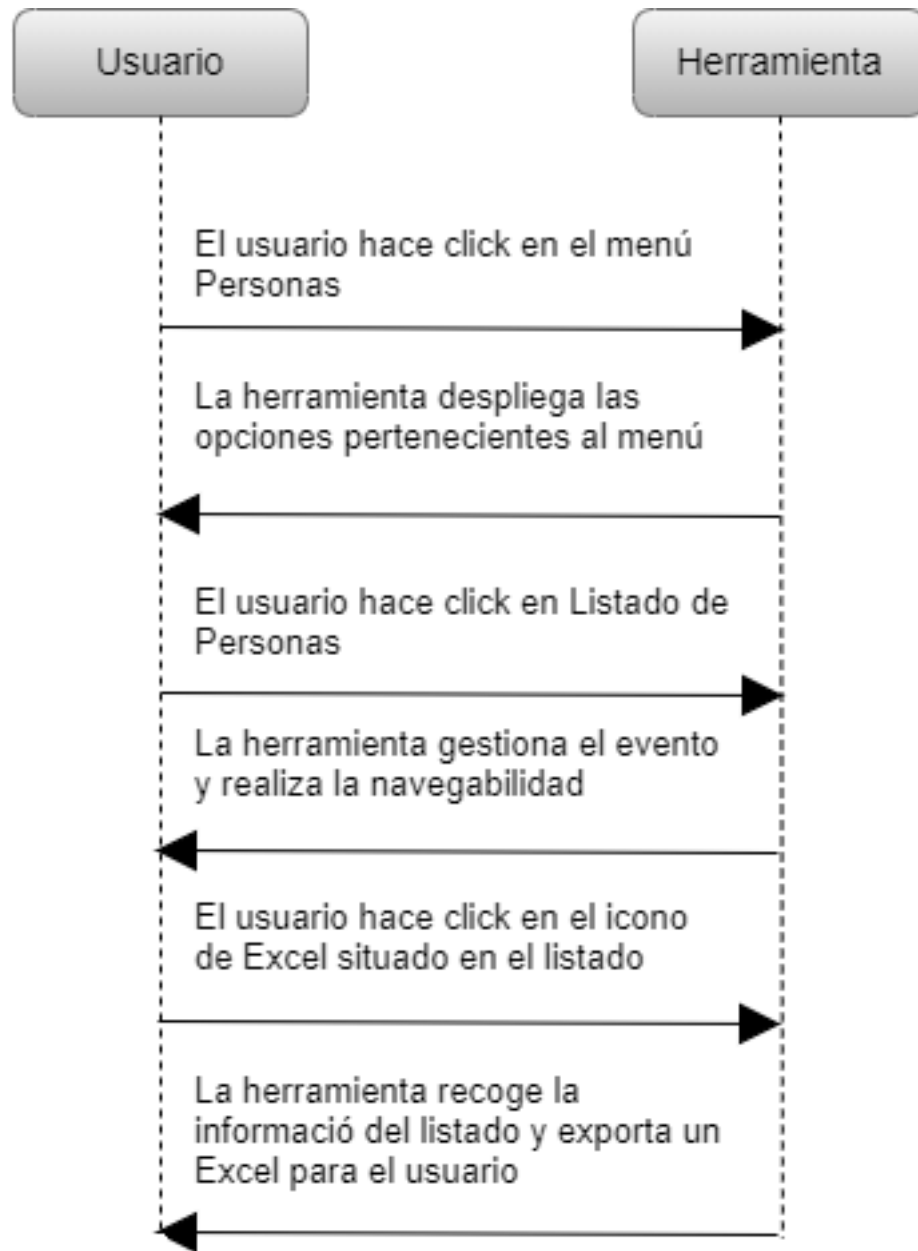 Usuario
Herramienta
El usuario hace click en el menú
Personas
La herramienta despliega las
opciones pertenecientes al menú
El usuario hace click en Listado de
Personas
La herramienta gestiona el evento
y realiza la navegabilidad
El usuario hace click en el icono
de Excel situado en el listado
La herramienta recoge la
informació del listado y exporta un
Excel para el usuario